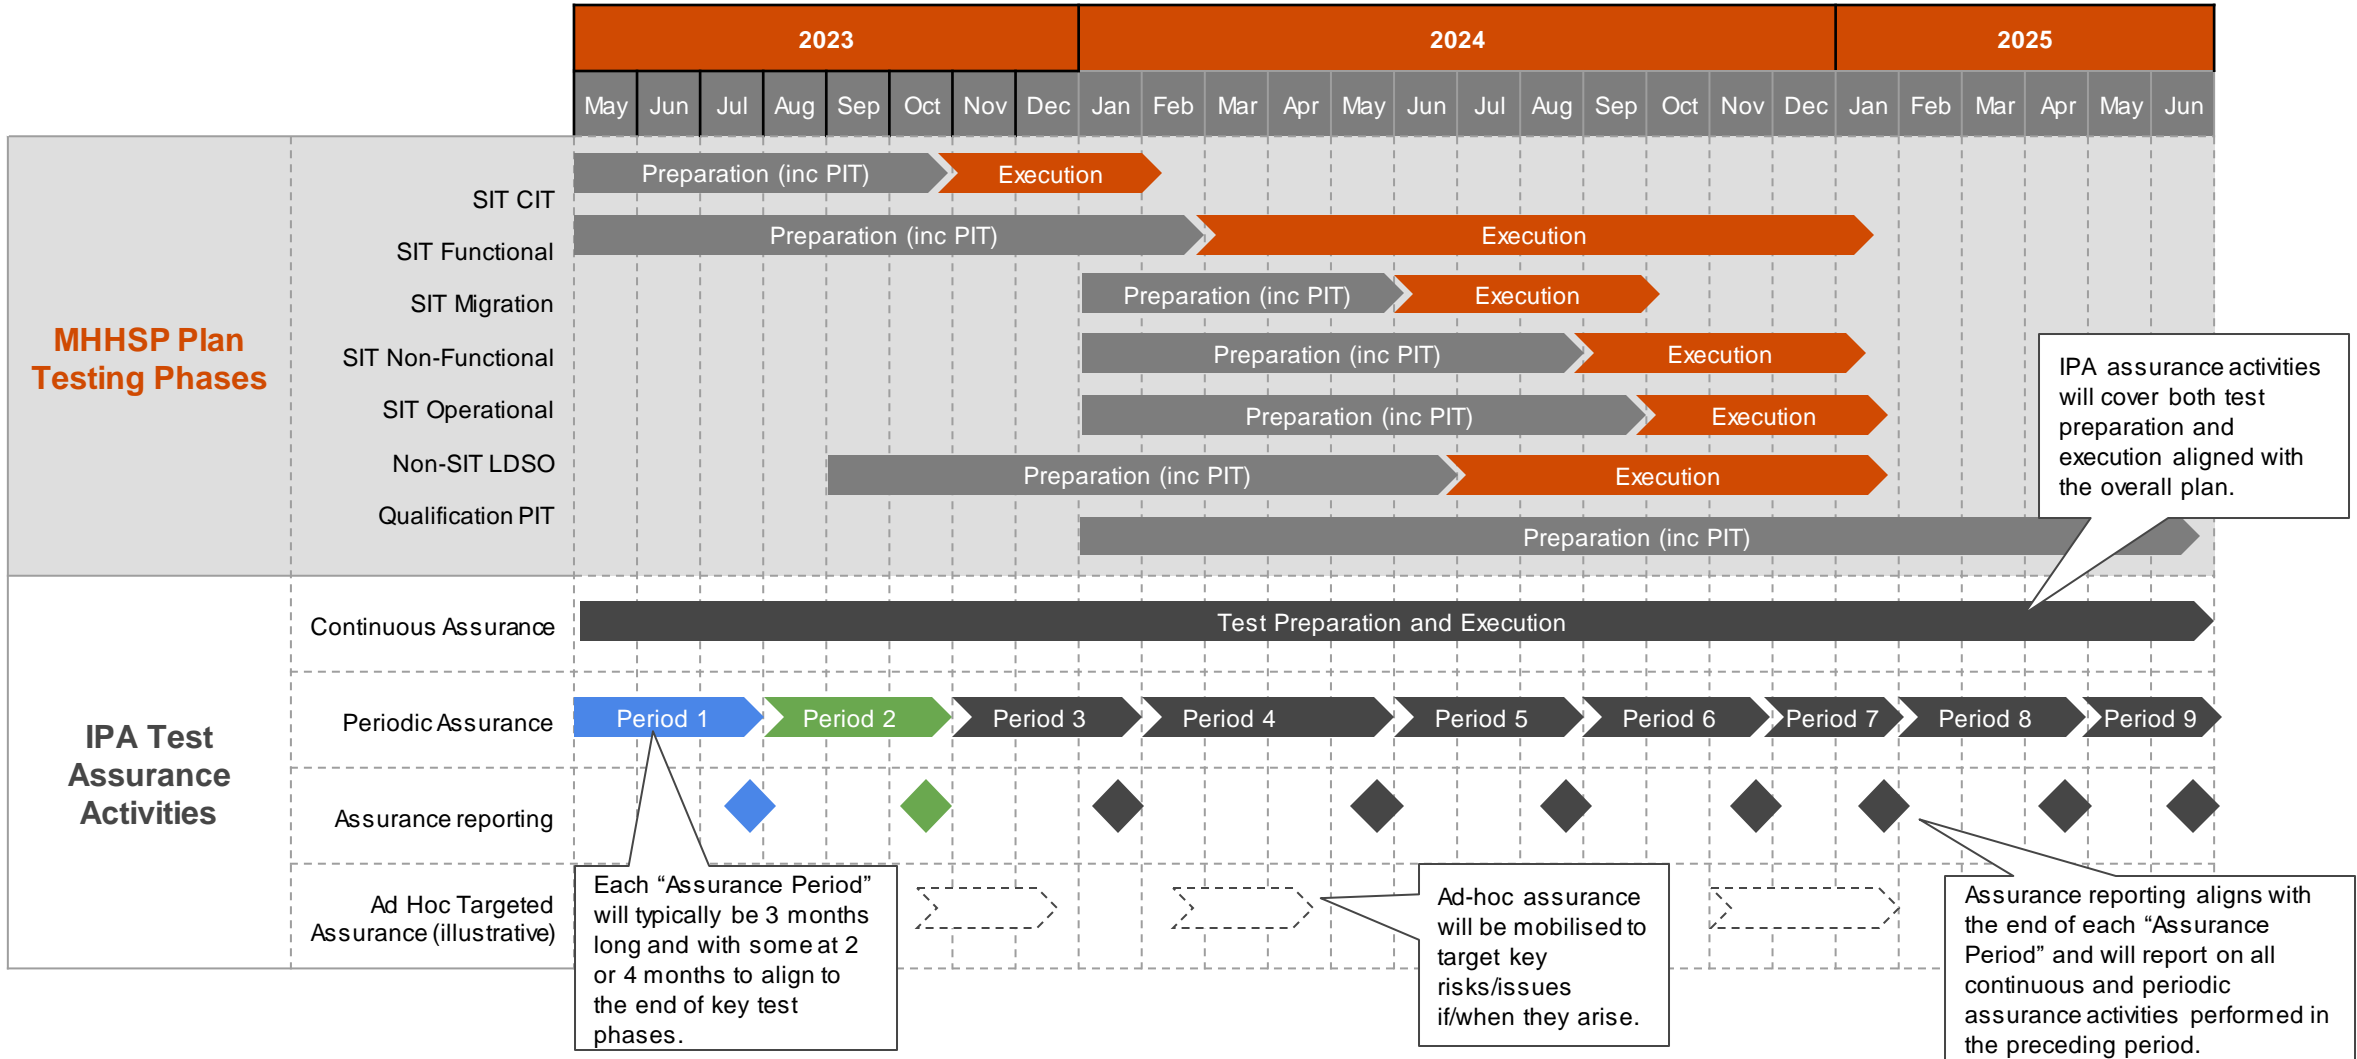 2023
2024
2025
May Jun Jul Aug Sep Oct Nov Dec Jan Feb Mar Apr May Jun Jul Aug Sep Oct Nov Dec Jan Feb Mar Apr May Jun
MHHSP Plan
Testing Phases
SIT CIT
SIT Functional
SIT Migration
SIT Non-Functional
SIT Operational
Non-SIT LDSO
Qualification PIT
Preparation (inc PIT)
Execution
Preparation (inc PIT)
Execution
Preparation (inc PIT)
Execution
Preparation (inc PIT)
Execution
Preparation (inc PIT)
Execution
Preparation (inc PIT)
Execution
Preparation (inc PIT)
IPA assurance activities
will cover both test
preparation and
execution aligned with
the overall plan.
IPA Test
Assurance
Activities
Continuous Assurance
Test Preparation and Execution
Periodic Assurance
Period 1
Period 2
Period 3
Period 4
Period 5
Period 6
Period 7
Period 8
Period 9
Assurance reporting
Ad Hoc Targeted
Assurance (illustrative)
Each “Assurance Period”
will typically be 3 months
long and with some at 2
or 4 months to align to
the end of key test
phases.
Ad-hoc assurance
will be mobilised to
target key
risks/issues
if/when they arise.
Assurance reporting aligns with
the end of each “Assurance
Period” and will report on all
continuous and periodic
assurance activities performed in
the preceding period.